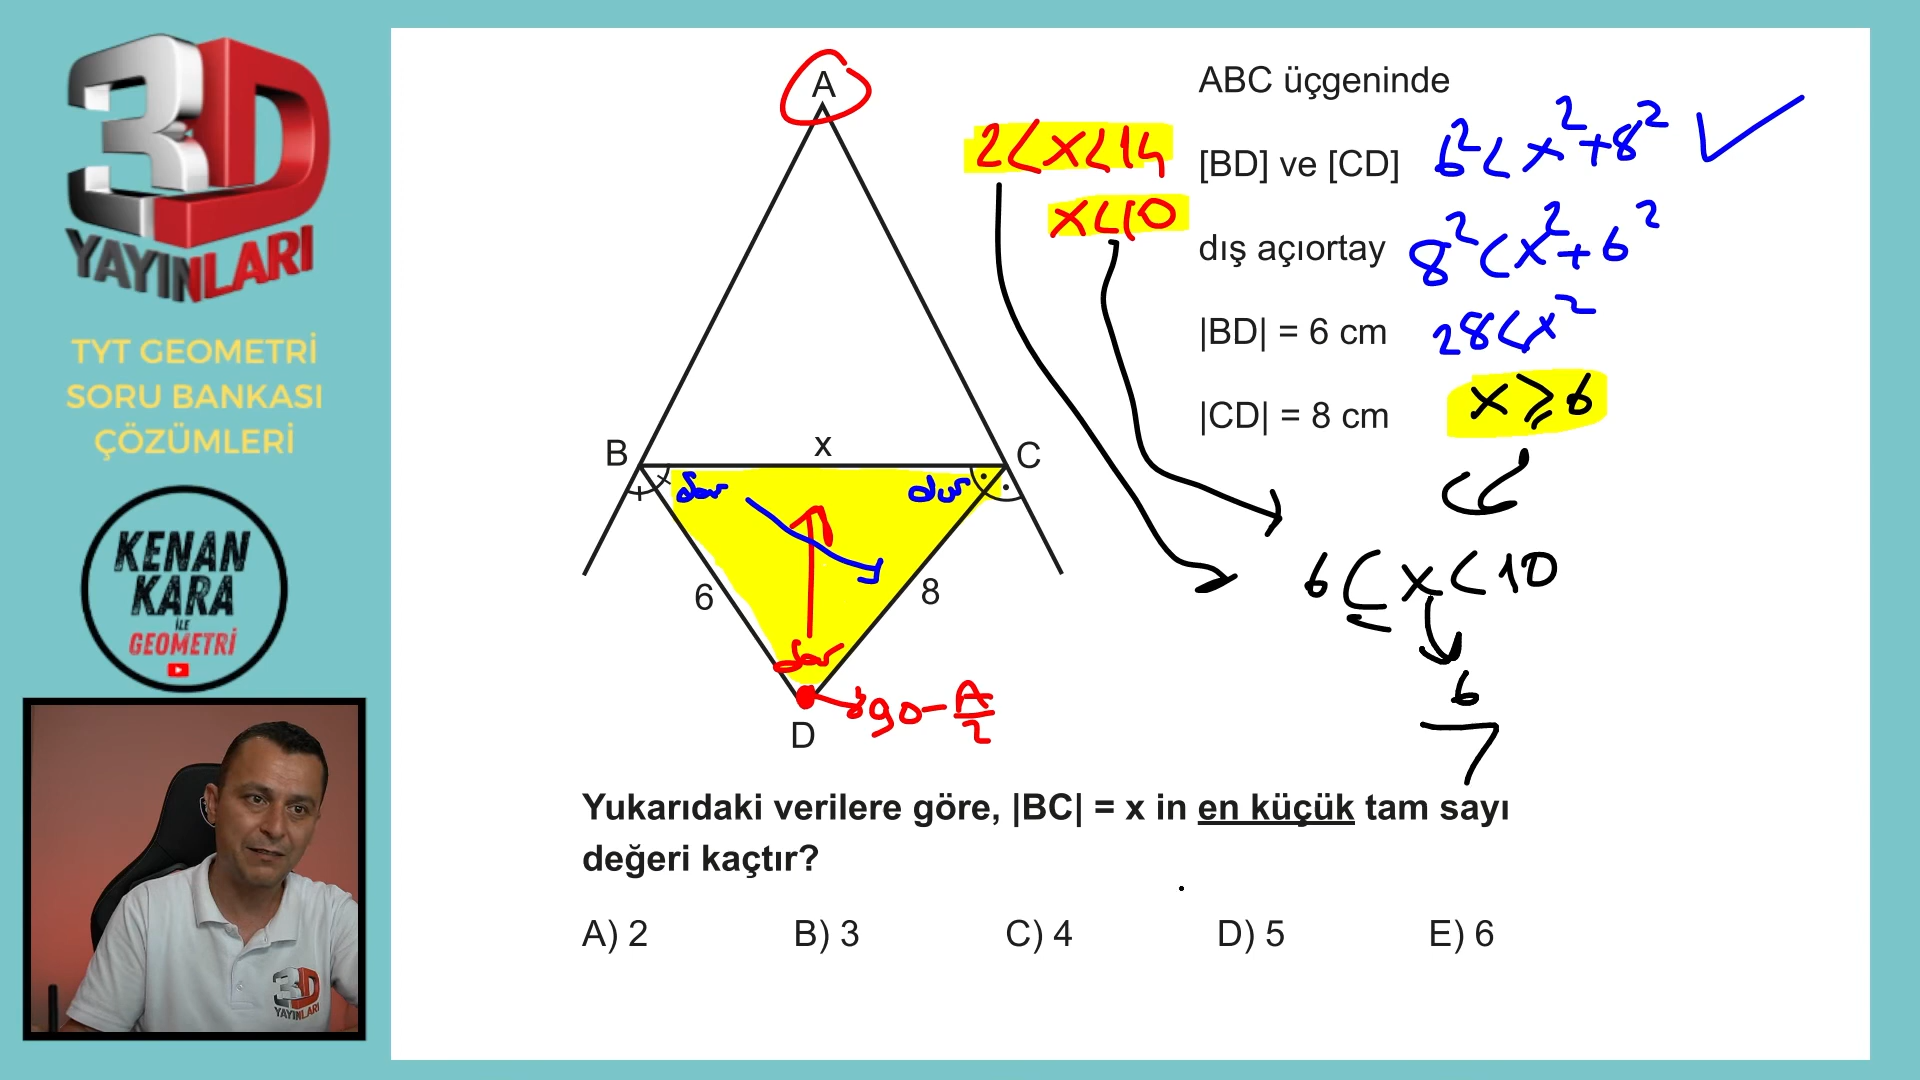 3D
YAYINLARI
TYT GEOMETRİ
SORU BANKASI
ÇÖZÜMLERİ
KENAN
KARA
İLE
GEOMETRİ
3D
YAYINLARI
A
B
x
C
6
8
D
dar
dar
dar
90-A/2
2<x<14
x<10
ABC üçgeninde
[BD] ve [CD]
dış açıortay
|BD| = 6 cm
|CD| = 8 cm
6²<x²+8²
8²<x²+6²
28<x²
x⩾6
6⩽x<10
6
7
Yukarıdaki verilere göre, |BC| = x in en küçük tam sayı
değeri kaçtır?
A) 2 B) 3 C) 4 D) 5 E) 6